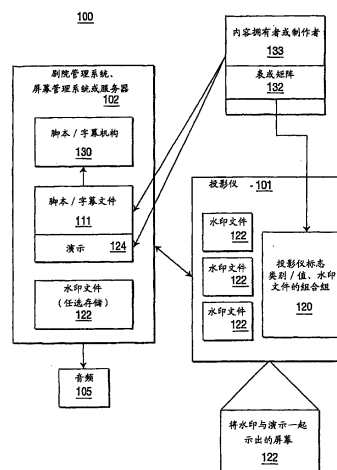 100
剧院管理系统、
屏幕管理系统或服务器
102
脚本/字幕机构
130
脚本/字幕文件
111
演示 124
水印文件
(任选存储)
122
音频
105
内容拥有者或制作者
133
表或矩阵
132
投影仪 101
水印文件
122
水印文件
122
水印文件
122
投影仪标志
类别/值、水印
文件的组合组
120
将水印与演示一起
示出的屏幕
122